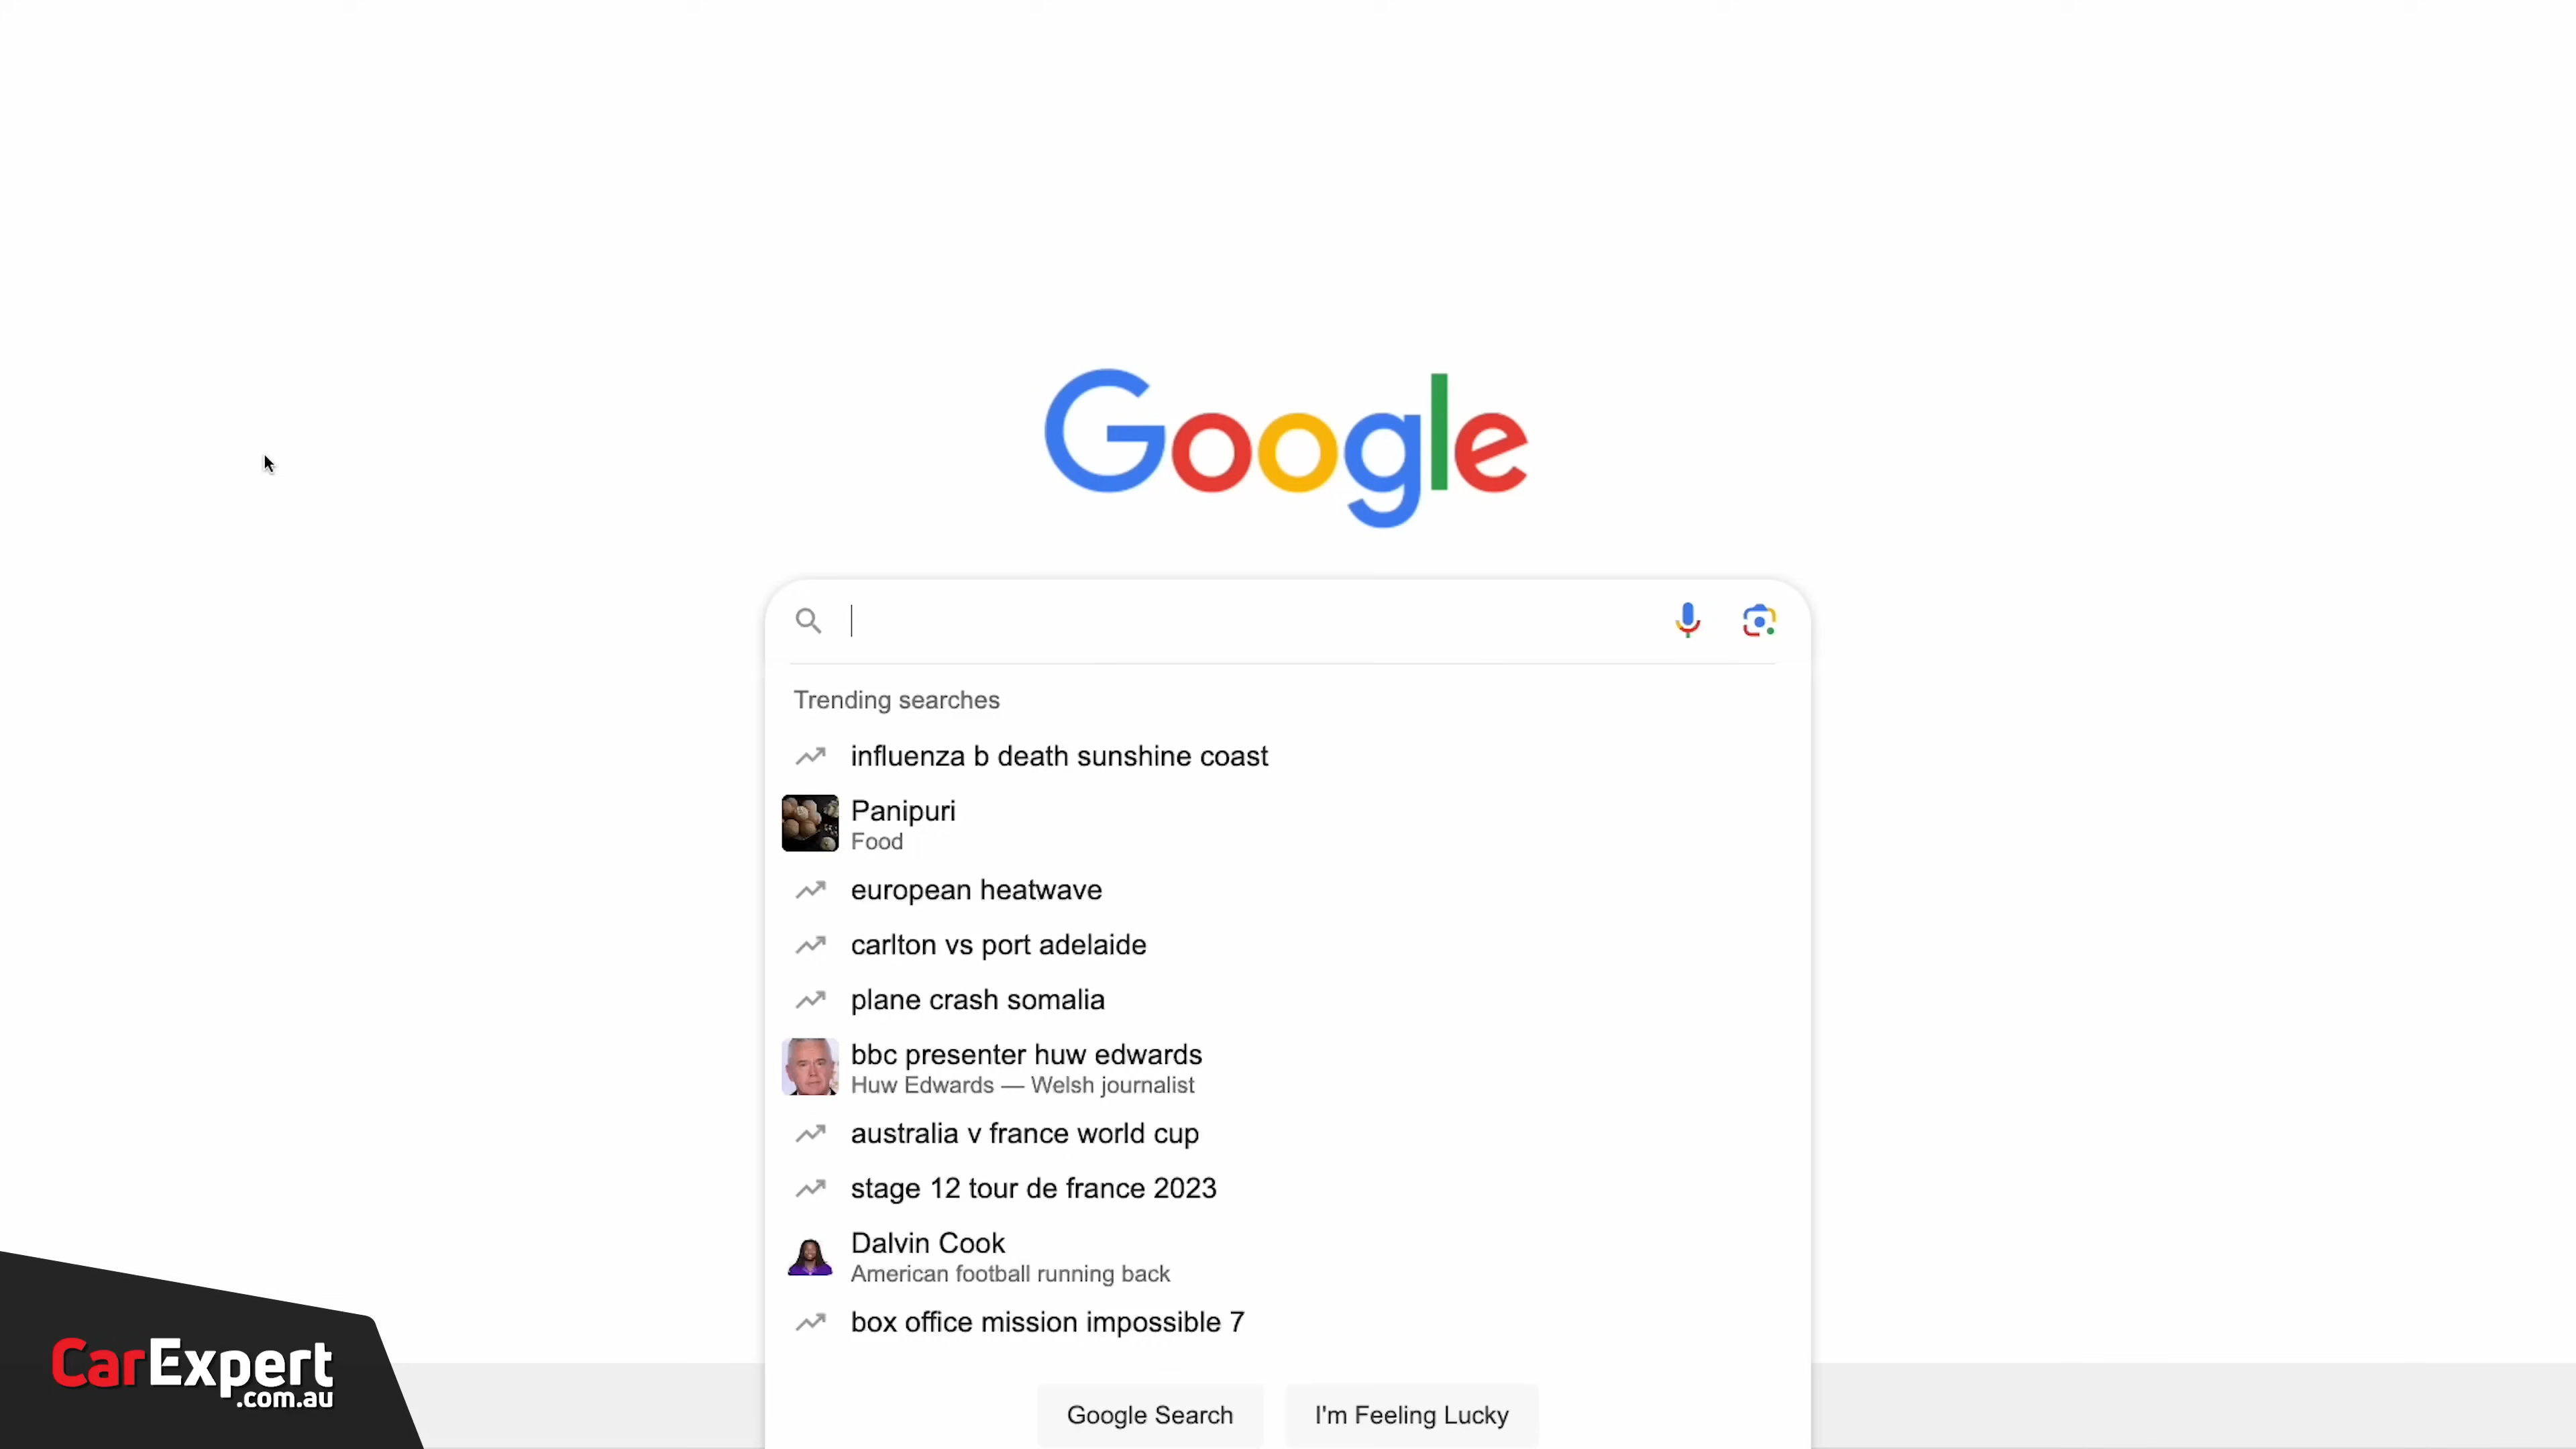 Google
Trending searches
influenza b death sunshine coast
Panipuri
Food
european heatwave
carlton vs port adelaide
plane crash somalia
bbc presenter huw edwards
Huw Edwards — Welsh journalist
australia v france world cup
stage 12 tour de france 2023
Dalvin Cook
American football running back
box office mission impossible 7
Google Search
I'm Feeling Lucky
CarExpert
.com.au